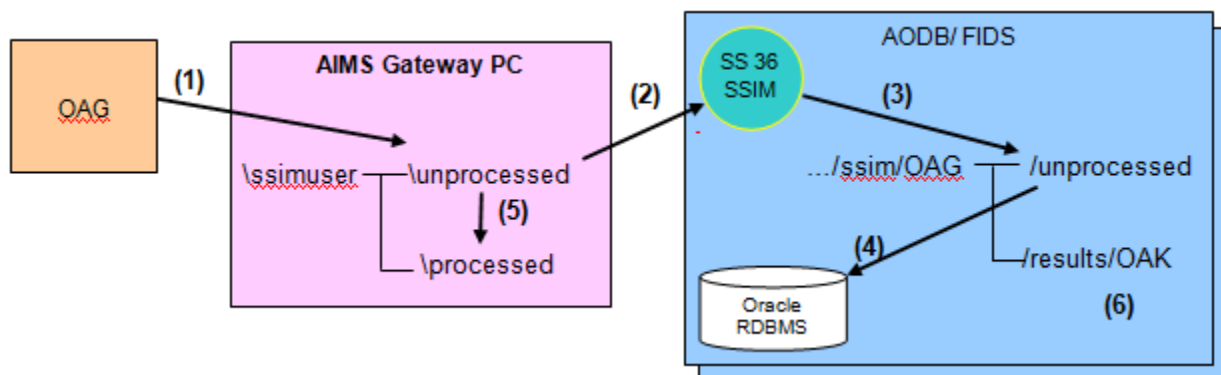 OAG
(1)
AIMS Gateway PC
\ssimuser
\unprocessed
(5)
\processed
(2)
AODB/ FIDS
SS 36
SSIM
(3)
.../ssim/OAG
/unprocessed
(4)
/results/OAK
(6)
Oracle
RDBMS